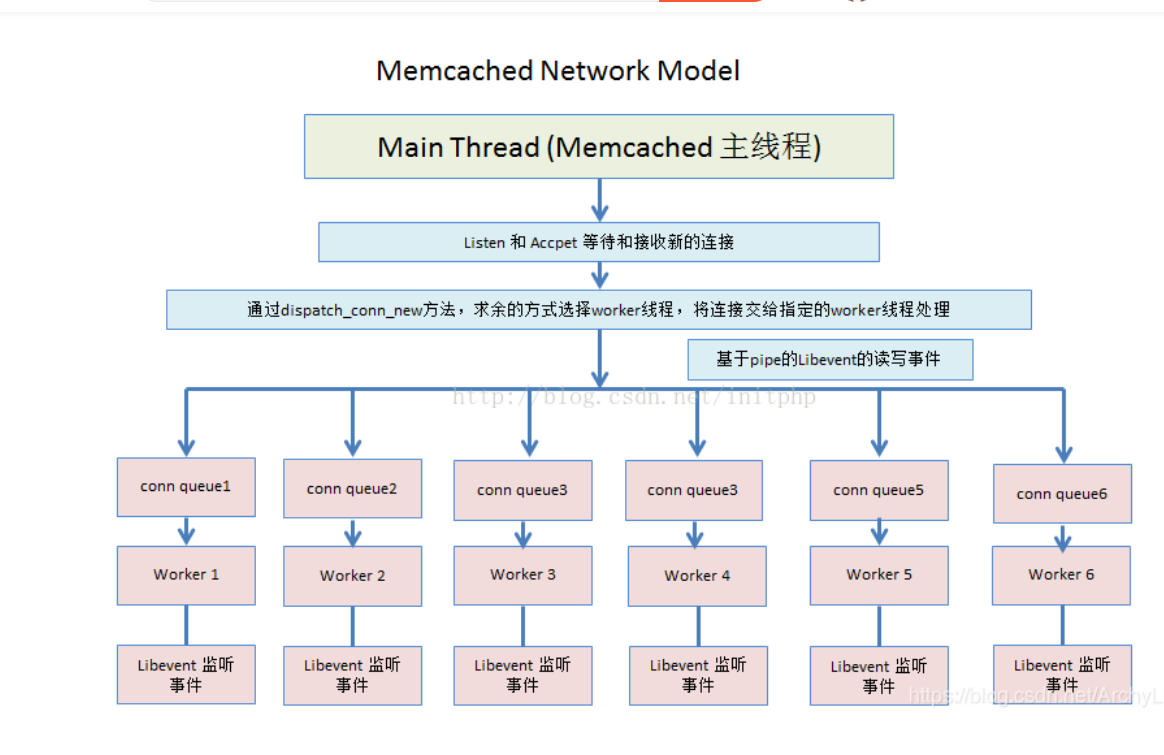 Memcached Network Model
Main Thread (Memcached 主线程)
Listen 和 Accpet 等待和接收新的连接
通过dispatch_conn_new方法，求余的方式选择worker线程，将连接交给指定的worker线程处理
基于pipe的Libevent的读写事件
http://blog.csdn.net/initphp
conn queue1
conn queue2
conn queue3
conn queue3
conn queue5
conn queue6
Worker 1
Worker 2
Worker 3
Worker 4
Worker 5
Worker 6
Libevent 监听
事件
Libevent 监听
事件
Libevent 监听
事件
Libevent 监听
事件
Libevent 监听
事件
Libevent 监听
事件
https://blog.csdn.net/ArchyL